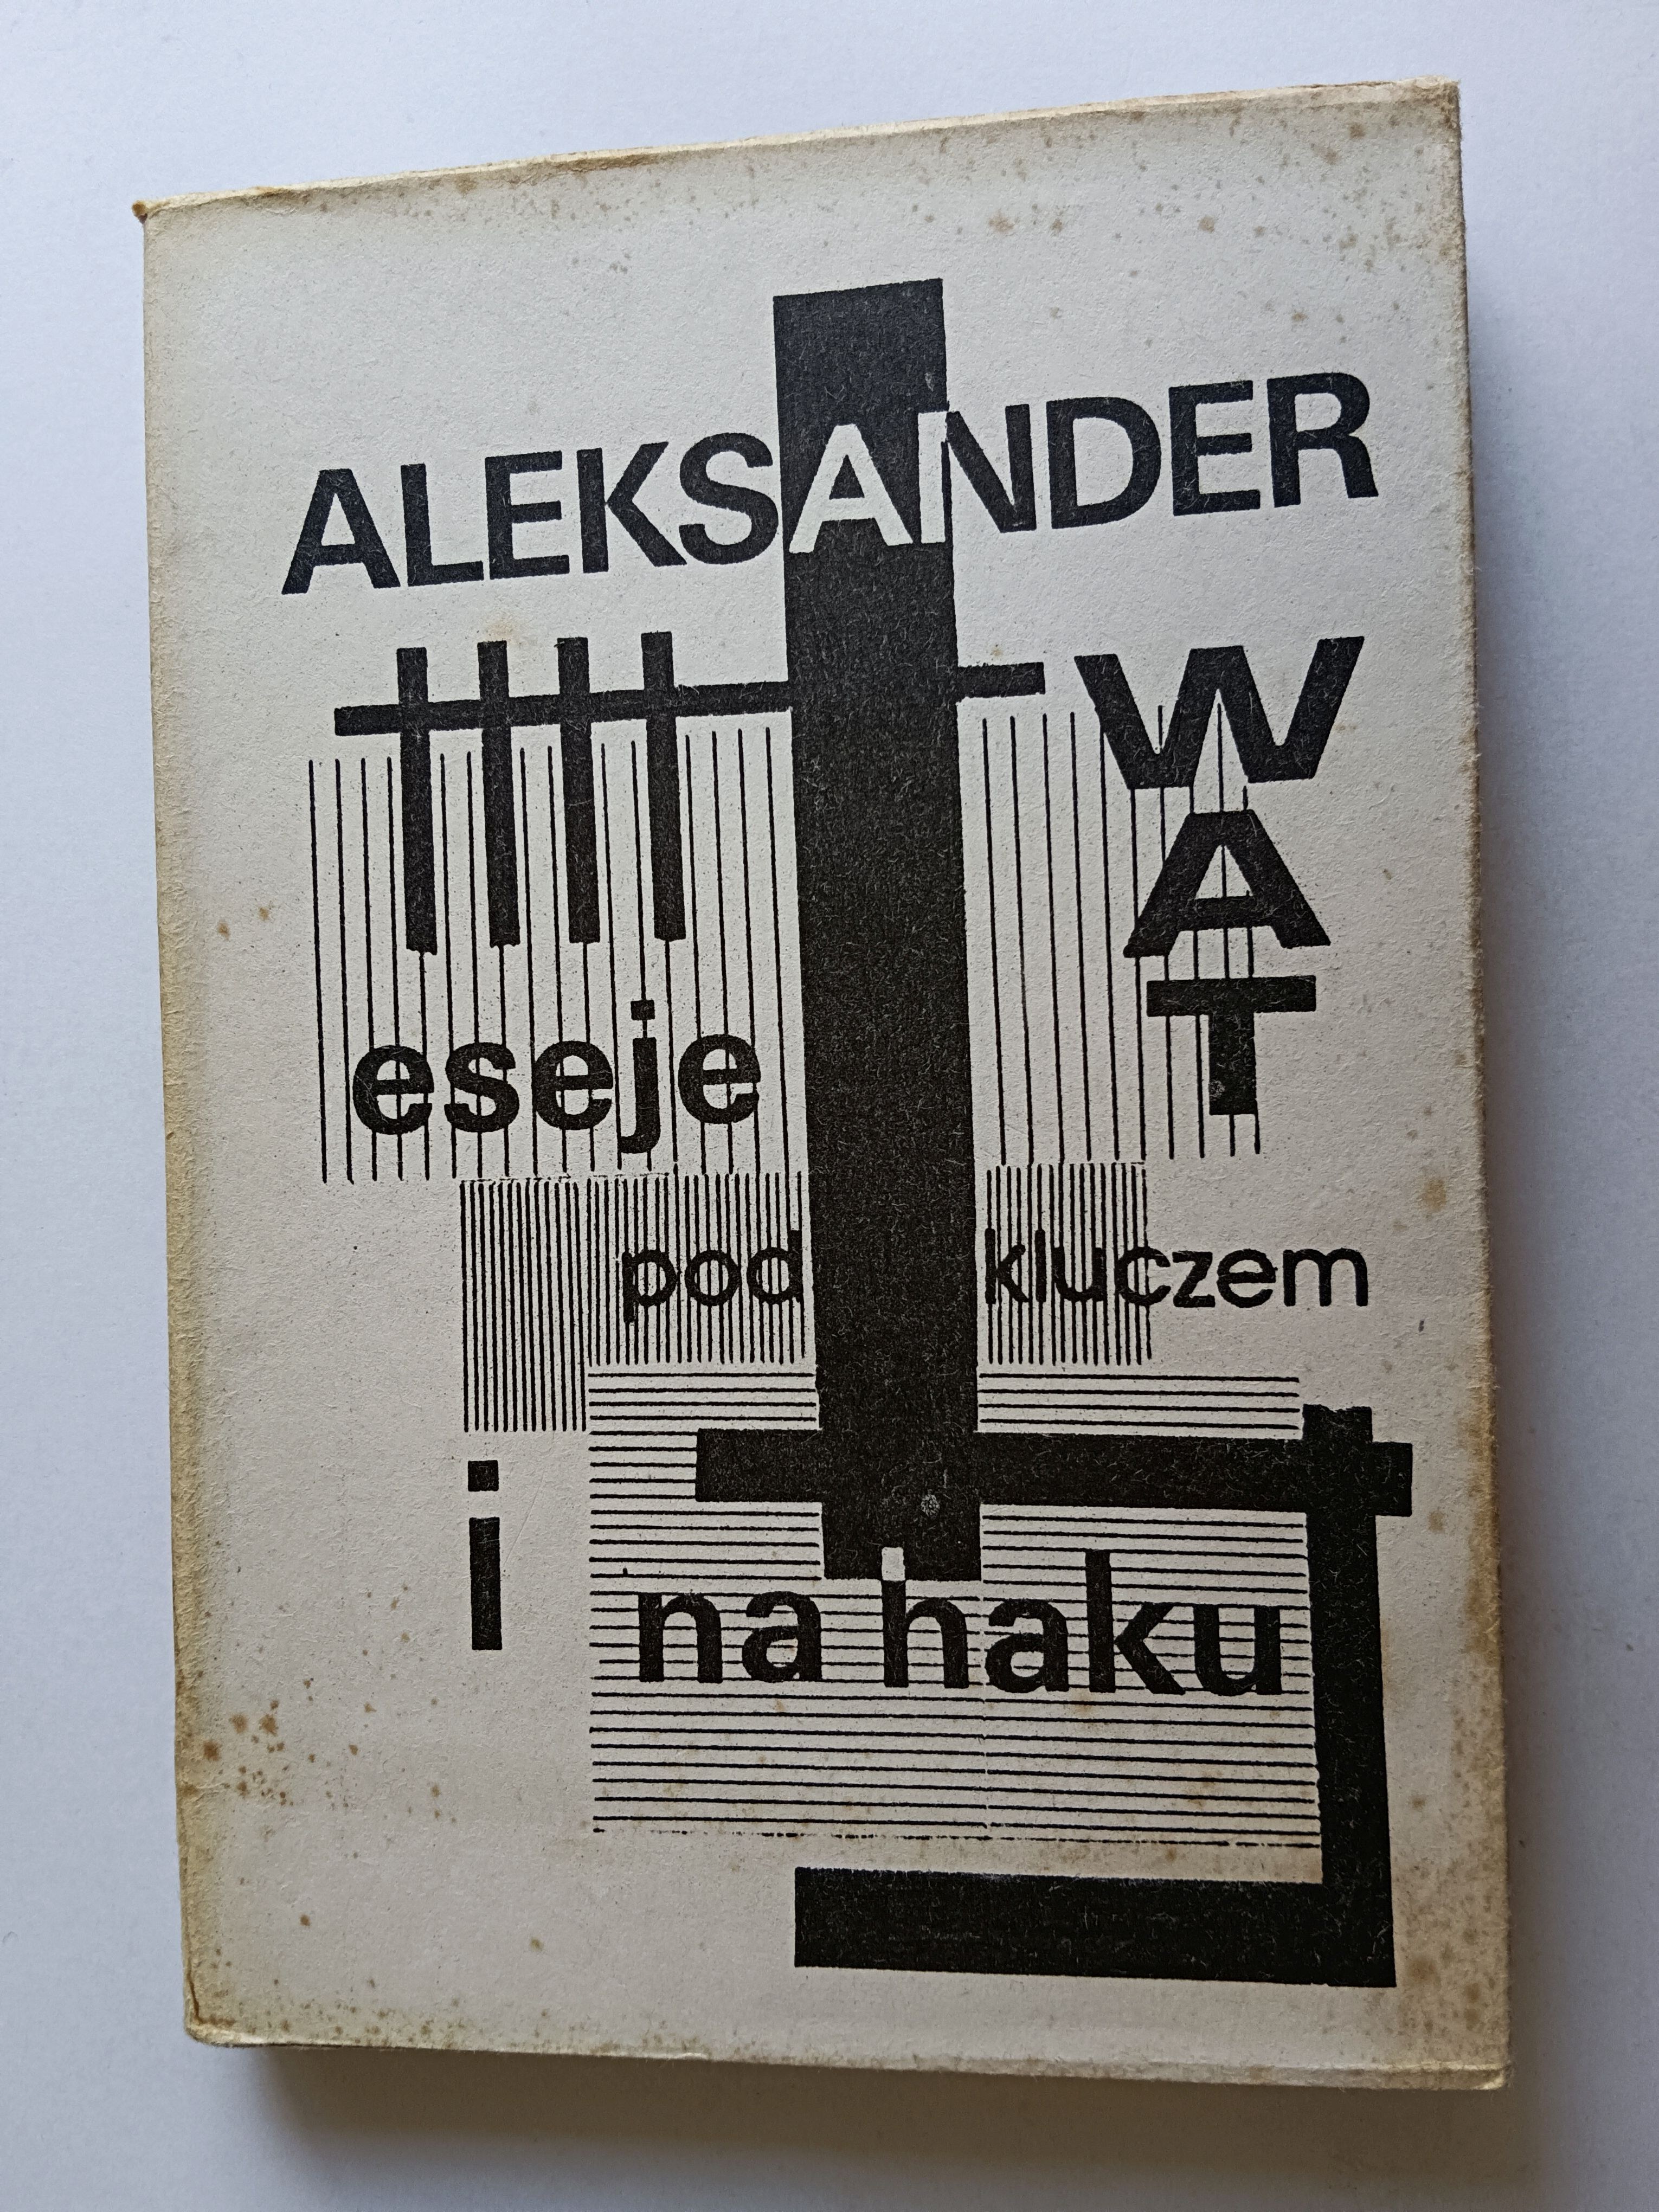 ALEKSANDER
WAT
eseje
pod kluczem
i
na haku